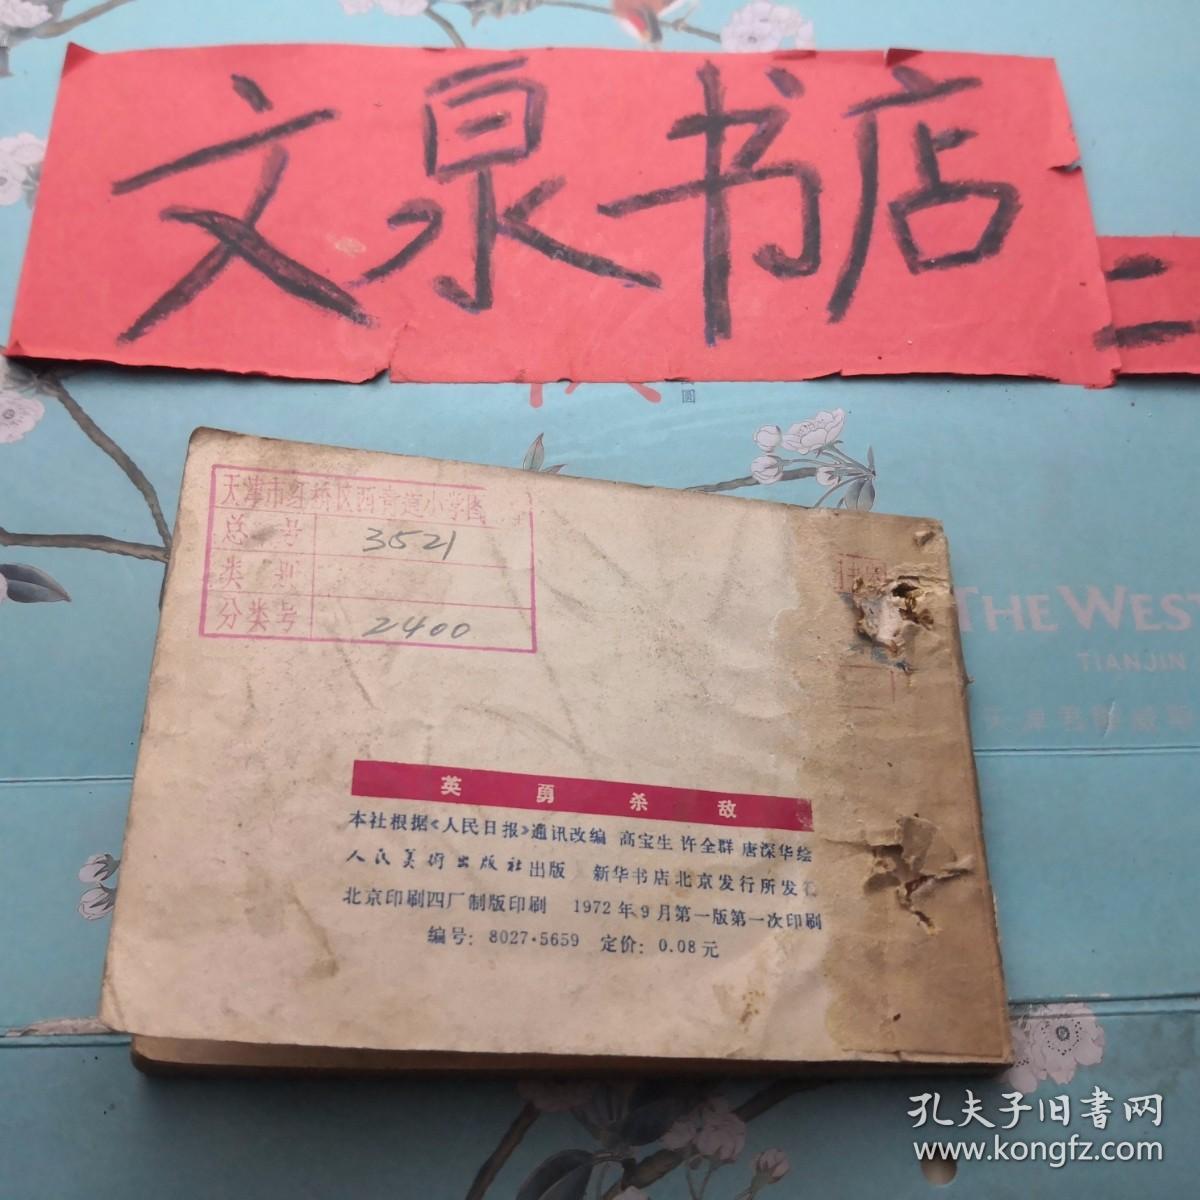 文泉书店
二
天津市红桥区西青道小学图
总号 3521
类别
分类号 2400
THE WEST
TIANJIN
英勇杀敌
本社根据《人民日报》通讯改编 高宝生 许全群 唐深华绘
人民美术出版社出版 新华书店北京发行所发行
北京印刷四厂制版印刷 1972年9月第一版第一次印刷
编号: 8027·5659 定价: 0.08元
孔夫子旧书网
www.kongfz.com